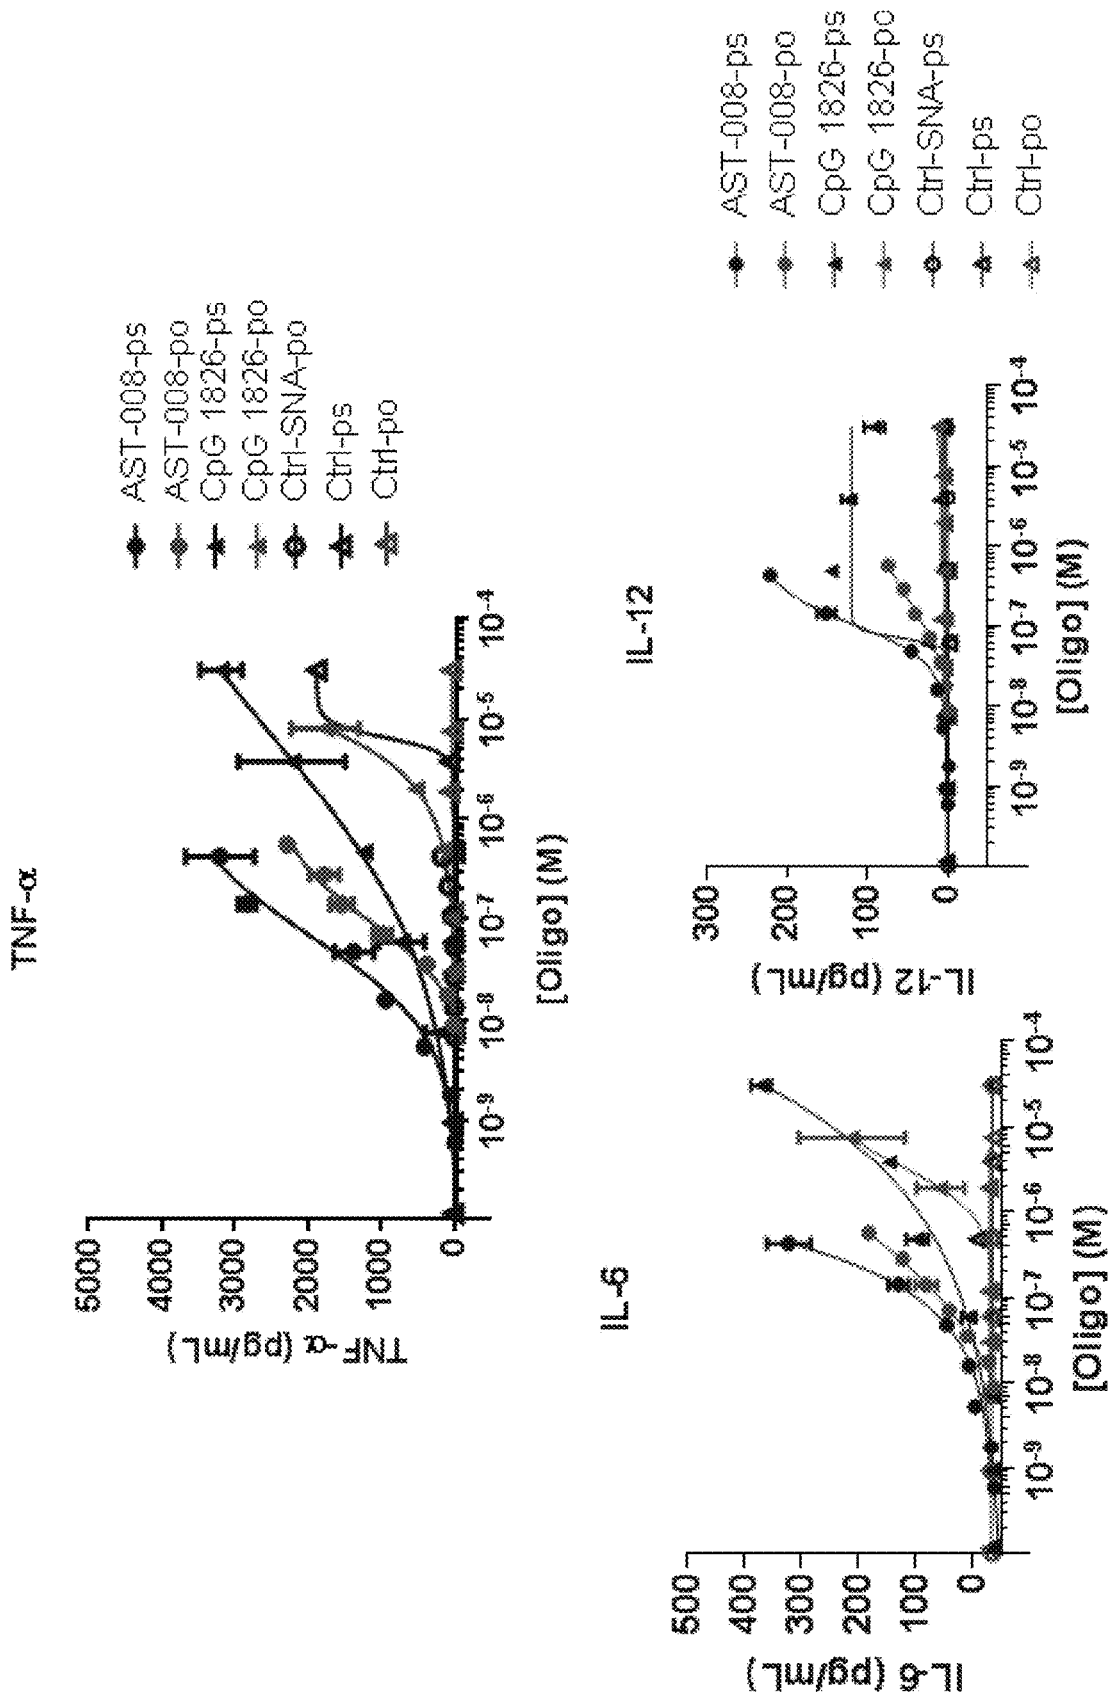 TNF-α
TNF-α (pg/mL)
5000
4000
3000
2000
1000
0
10-9
10-8
10-7
10-6
10-5
10-4
[Oligo] (M)
AST-008-ps
AST-008-po
CpG 1826-ps
CpG 1826-po
Ctrl-SNA-po
Ctrl-ps
Ctrl-po
IL-6
IL-6 (pg/mL)
500
400
300
200
100
0
10-9
10-8
10-7
10-6
10-5
10-4
[Oligo] (M)
IL-12
IL-12 (pg/mL)
300
200
100
0
10-9
10-8
10-7
10-6
10-5
10-4
[Oligo] (M)
AST-008-ps
AST-008-po
CpG 1826-ps
CpG 1826-po
Ctrl-SNA-ps
Ctrl-ps
Ctrl-po